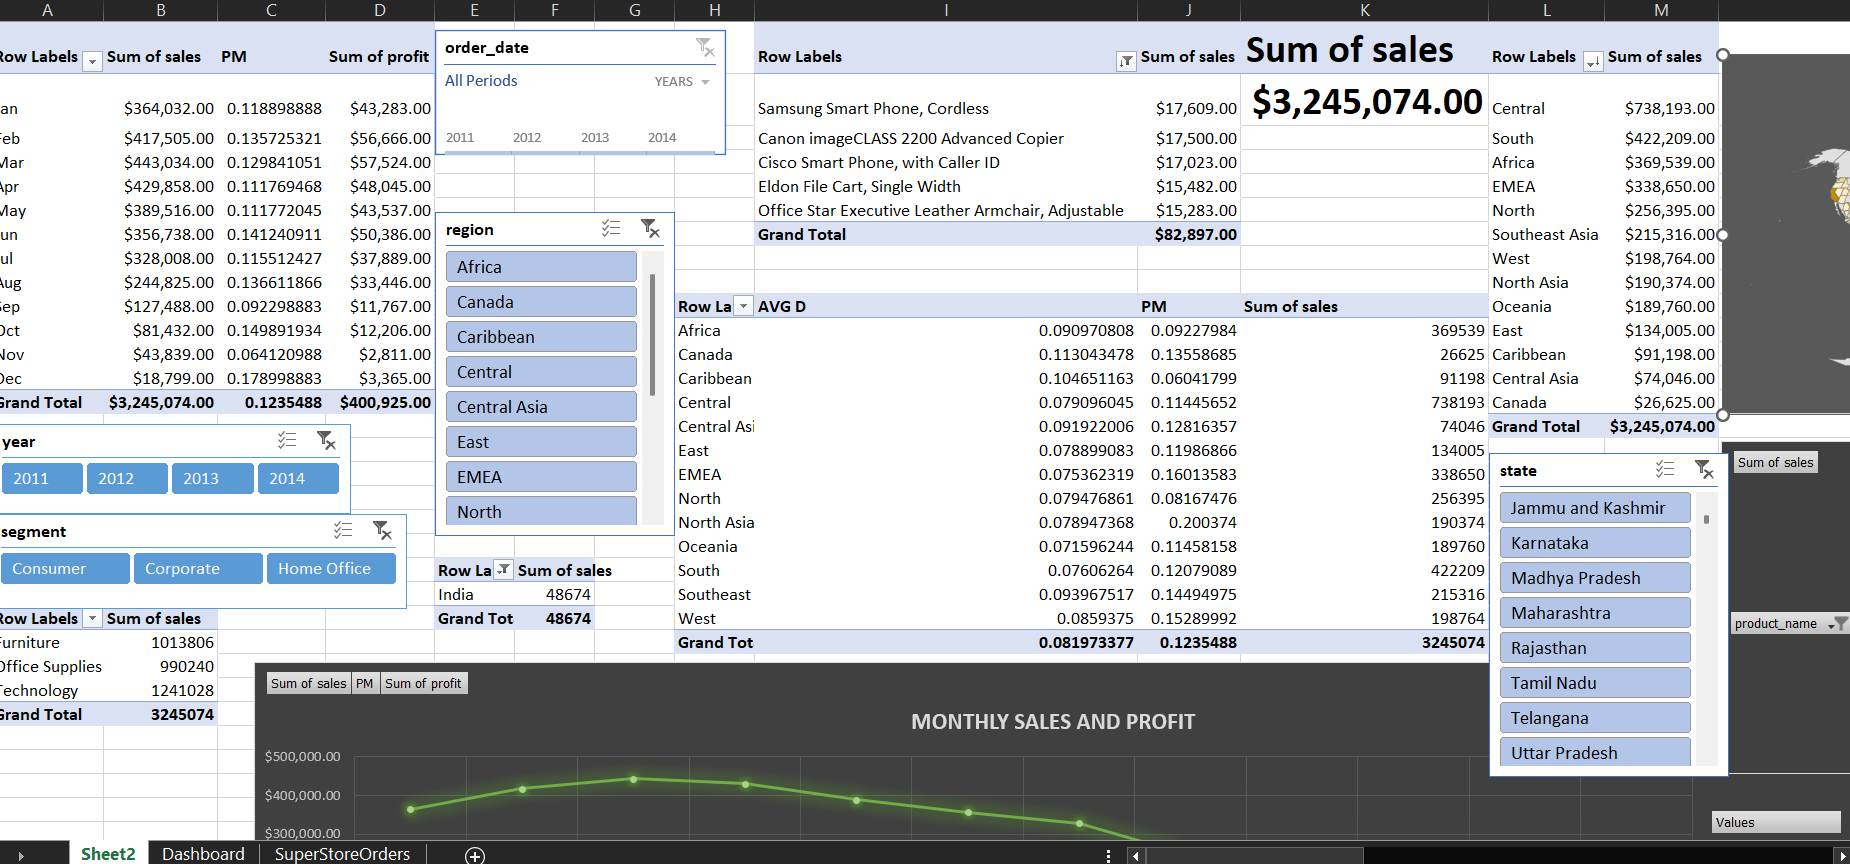 A B C D E F G H I J K L M
Row Labels Sum of sales PM Sum of profit
an $364,032.00 0.118898888 $43,283.00
eb $417,505.00 0.135725321 $56,666.00
Mar $443,034.00 0.129841051 $57,524.00
Apr $429,858.00 0.111769468 $48,045.00
May $389,516.00 0.111772045 $43,537.00
un $356,738.00 0.141240911 $50,386.00
ul $328,008.00 0.115512427 $37,889.00
Aug $244,825.00 0.136611866 $33,446.00
ep $127,488.00 0.092298883 $11,767.00
Oct $81,432.00 0.149891934 $12,206.00
Nov $43,839.00 0.064120988 $2,811.00
Dec $18,799.00 0.178998883 $3,365.00
Grand Total $3,245,074.00 0.1235488 $400,925.00
order_date
All Periods YEARS
2011 2012 2013 2014
region
Africa
Canada
Caribbean
Central
Central Asia
East
EMEA
North
Row Labels Sum of sales
Samsung Smart Phone, Cordless $17,609.00
Canon imageCLASS 2200 Advanced Copier $17,500.00
Cisco Smart Phone, with Caller ID $17,023.00
Eldon File Cart, Single Width $15,482.00
Office Star Executive Leather Armchair, Adjustable $15,283.00
Grand Total $82,897.00
Sum of sales
$3,245,074.00
Row Labels Sum of sales
Central $738,193.00
South $422,209.00
Africa $369,539.00
EMEA $338,650.00
North $256,395.00
Southeast Asia $215,316.00
West $198,764.00
North Asia $190,374.00
Oceania $189,760.00
East $134,005.00
Caribbean $91,198.00
Central Asia $74,046.00
Canada $26,625.00
Grand Total $3,245,074.00
Row La AVG D PM Sum of sales
Africa 0.090970808 0.09227984 369539
Canada 0.113043478 0.13558685 26625
Caribbean 0.104651163 0.06041799 91198
Central 0.079096045 0.11445652 738193
Central Asi 0.091922006 0.12816357 74046
East 0.078899083 0.11986866 134005
EMEA 0.075362319 0.16013583 338650
North 0.079476861 0.08167476 256395
North Asia 0.078947368 0.200374 190374
Oceania 0.071596244 0.11458158 189760
South 0.07606264 0.12079089 422209
Southeast 0.093967517 0.14494975 215316
West 0.0859375 0.15289992 198764
Grand Tot 0.081973377 0.1235488 3245074
year
2011 2012 2013 2014
segment
Consumer Corporate Home Office
Row La Sum of sales
India 48674
Grand Tot 48674
Row Labels Sum of sales
Furniture 1013806
Office Supplies 990240
Technology 1241028
Grand Total 3245074
state
Jammu and Kashmir
Karnataka
Madhya Pradesh
Maharashtra
Rajasthan
Tamil Nadu
Telangana
Uttar Pradesh
Sum of sales
product_name
Values
Sum of sales PM Sum of profit
MONTHLY SALES AND PROFIT
$500,000.00
$400,000.00
$300,000.00
Sheet2 Dashboard SuperStoreOrders